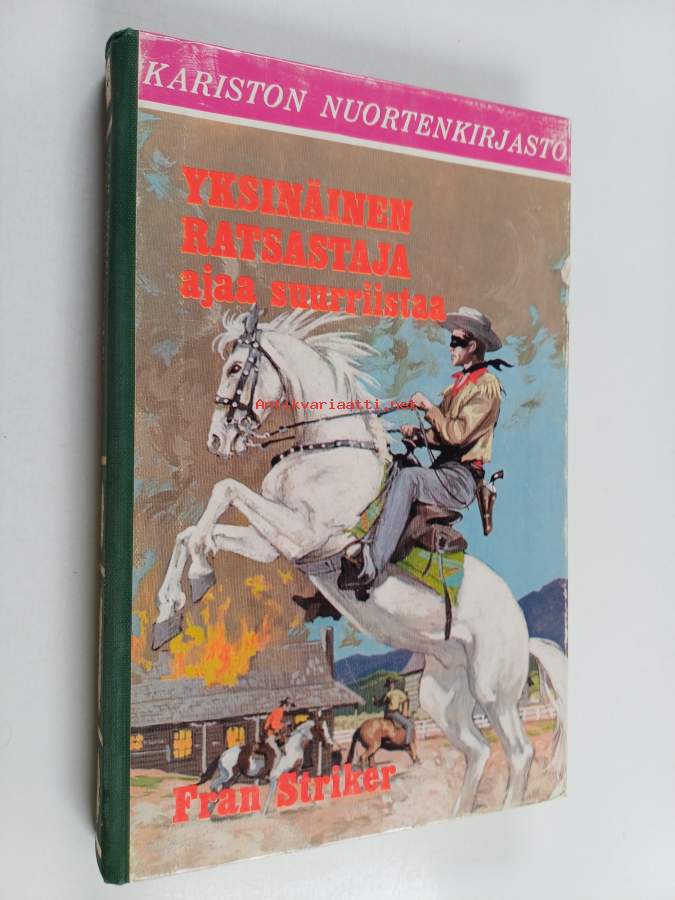 KARISTON NUORTENKIRJASTO
YKSINÄINEN
RATSASTAJA
ajaa suurriistaa
Antikvariaatti.net
Fran Striker